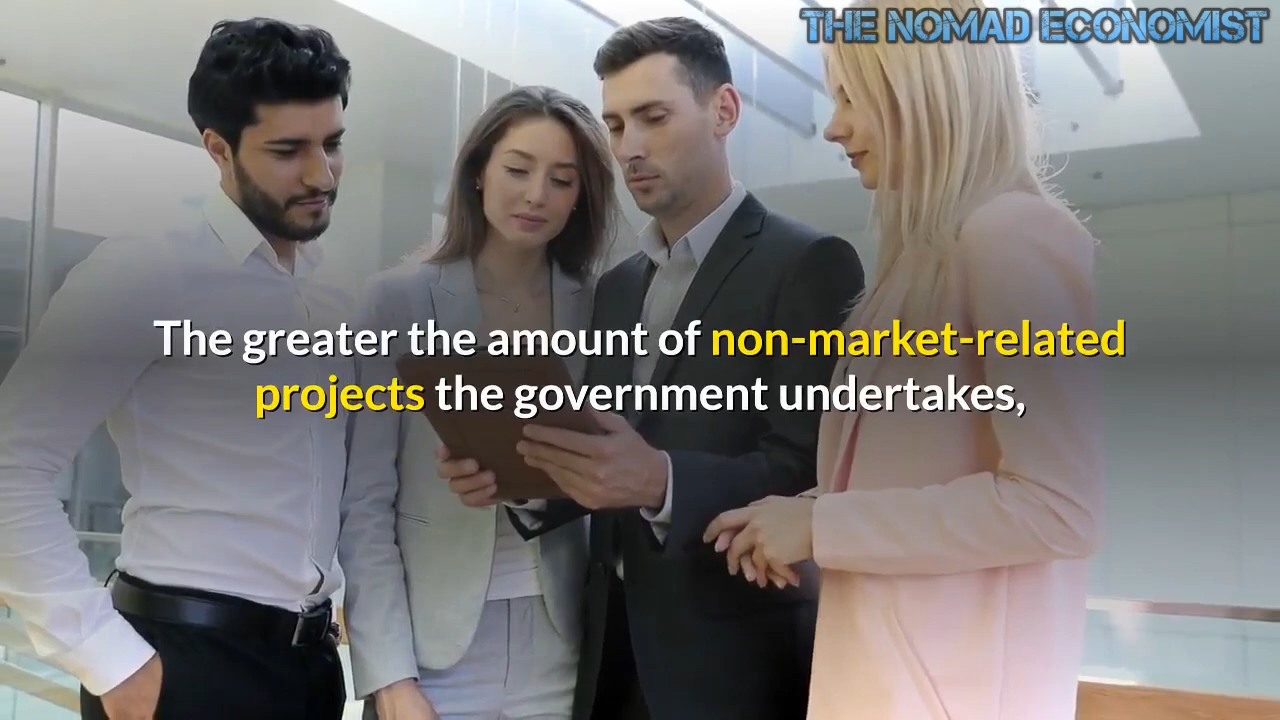 THE NOMAD ECONOMIST
The greater the amount of non-market-related
projects the government undertakes,